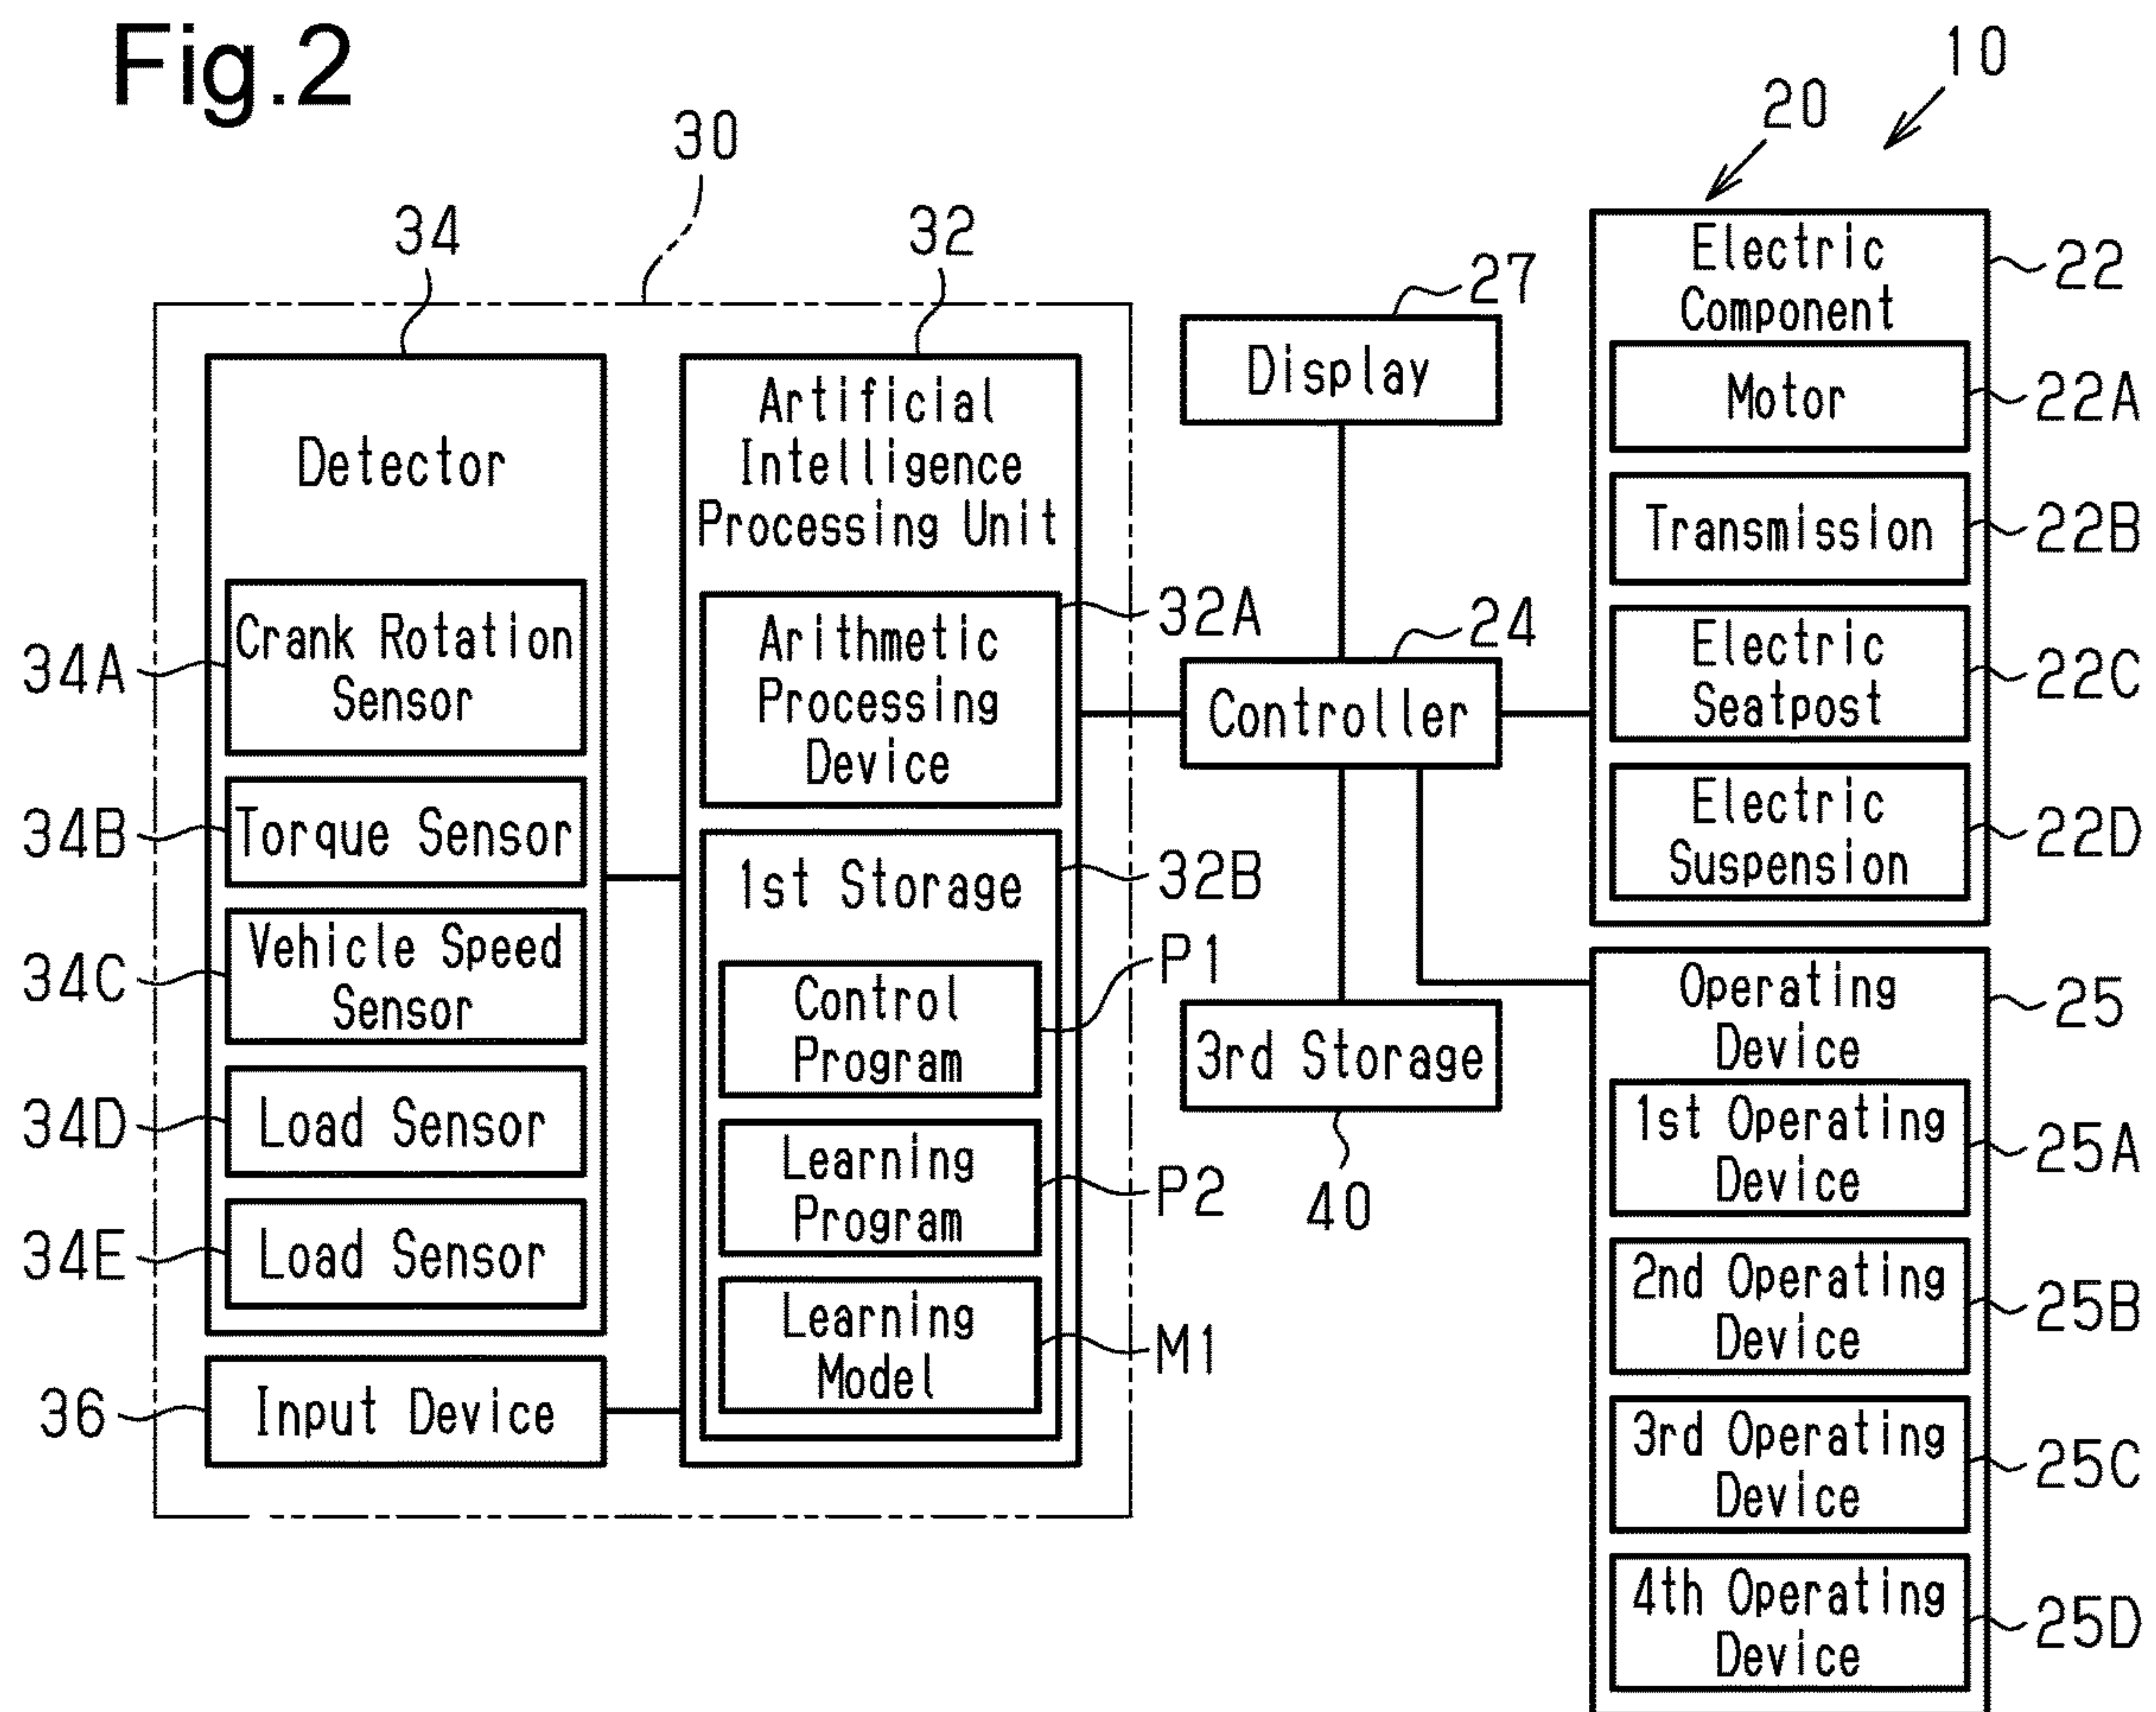 Fig.2
10
20
30
34
32
Detector
Crank Rotation
Sensor
34A
Torque Sensor
34B
Vehicle Speed
Sensor
34C
Load Sensor
34D
Load Sensor
34E
Input Device
36
Artificial
Intelligence
Processing Unit
Arithmetic
Processing
Device
32A
1st Storage
32B
Control
Program
P1
Learning
Program
P2
Learning
Model
M1
27
Display
24
Controller
3rd Storage
40
Electric
Component
22
Motor
22A
Transmission
22B
Electric
Seatpost
22C
Electric
Suspension
22D
Operating
Device
25
1st Operating
Device
25A
2nd Operating
Device
25B
3rd Operating
Device
25C
4th Operating
Device
25D